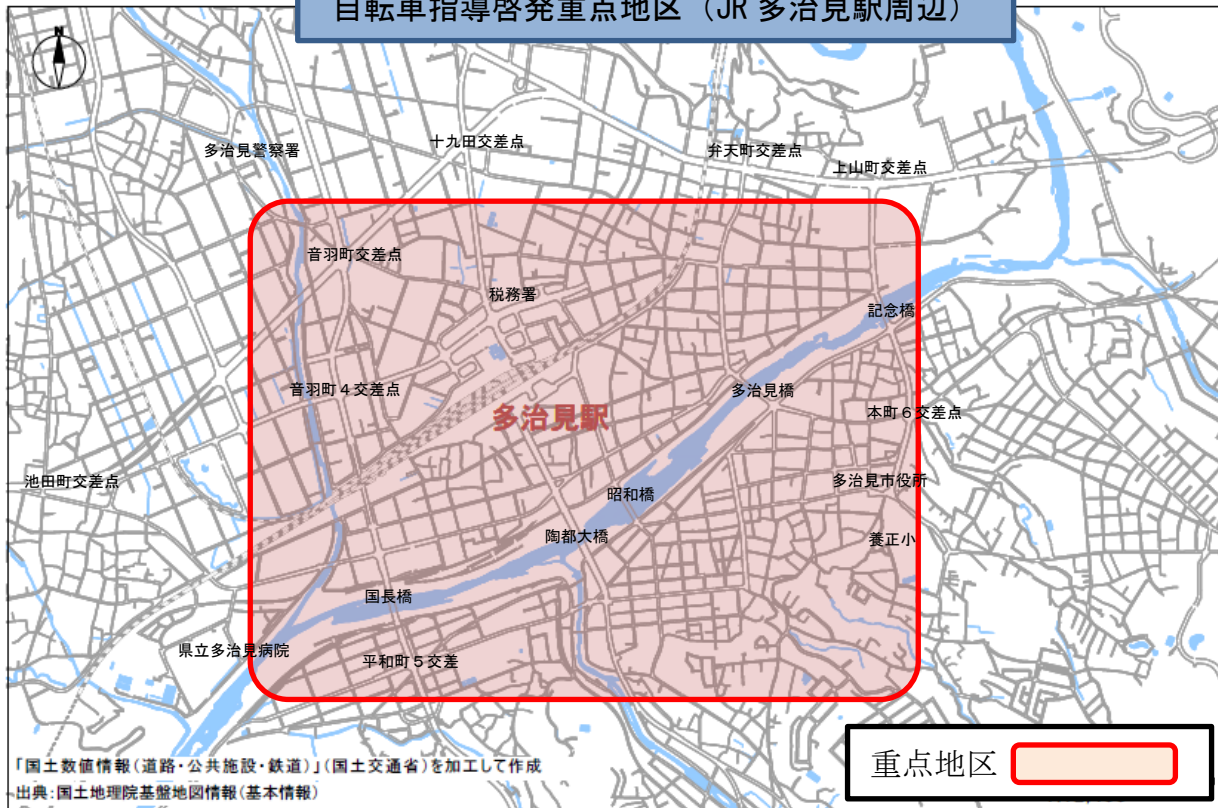 自転車指導啓発重点地区（JR多治見駅周辺）
N
多治見警察署
十九田交差点
弁天町交差点
上山町交差点
音羽町交差点
税務署
記念橋
音羽町４交差点
多治見橋
多治見駅
本町６交差点
池田町交差点
多治見市役所
昭和橋
陶都大橋
養正小
国長橋
県立多治見病院
平和町５交差
重点地区
「国土数値情報（道路・公共施設・鉄道）」（国土交通省）を加工して作成
出典：国土地理院基盤地図情報（基本情報）